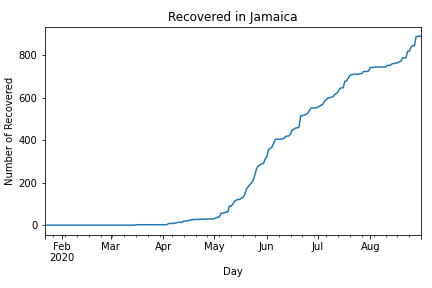 Recovered in Jamaica
Number of Recovered
800
600
400
200
0
Feb
2020
Mar
Apr
May
Jun
Jul
Aug
Day